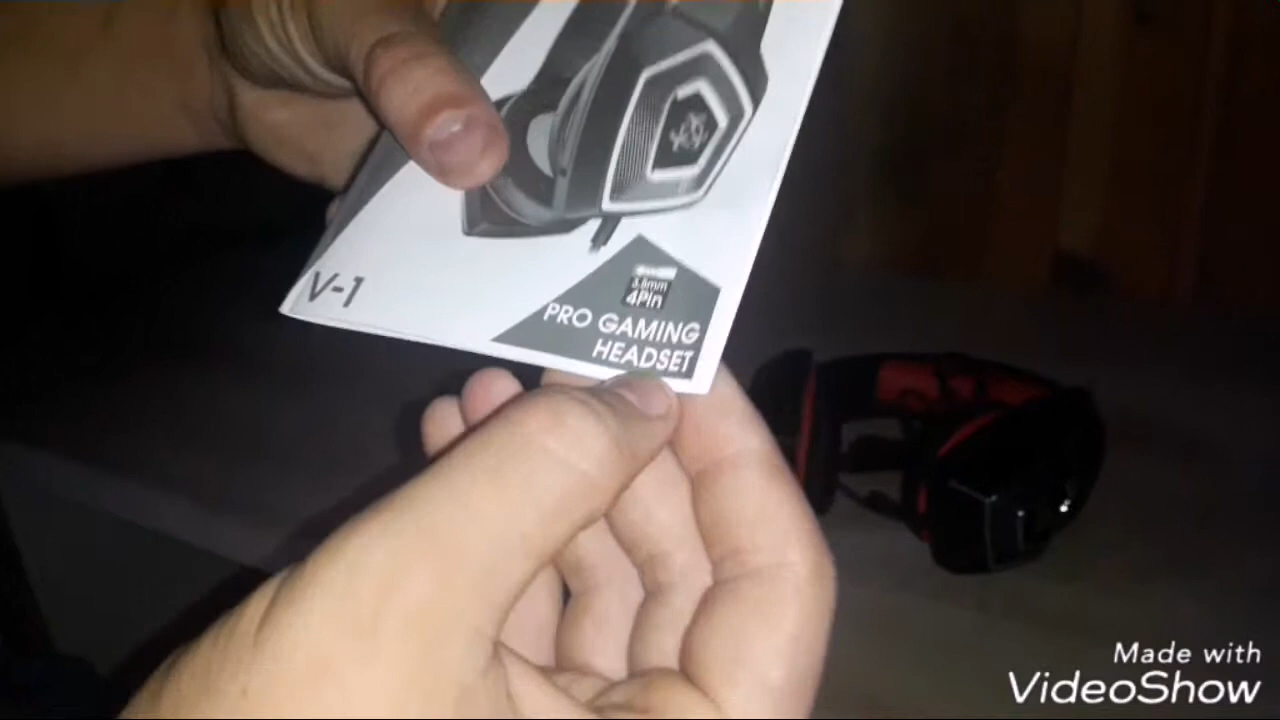 V-1
3.5mm
4Pin
PRO GAMING
HEADSET
Made with
VideoShow